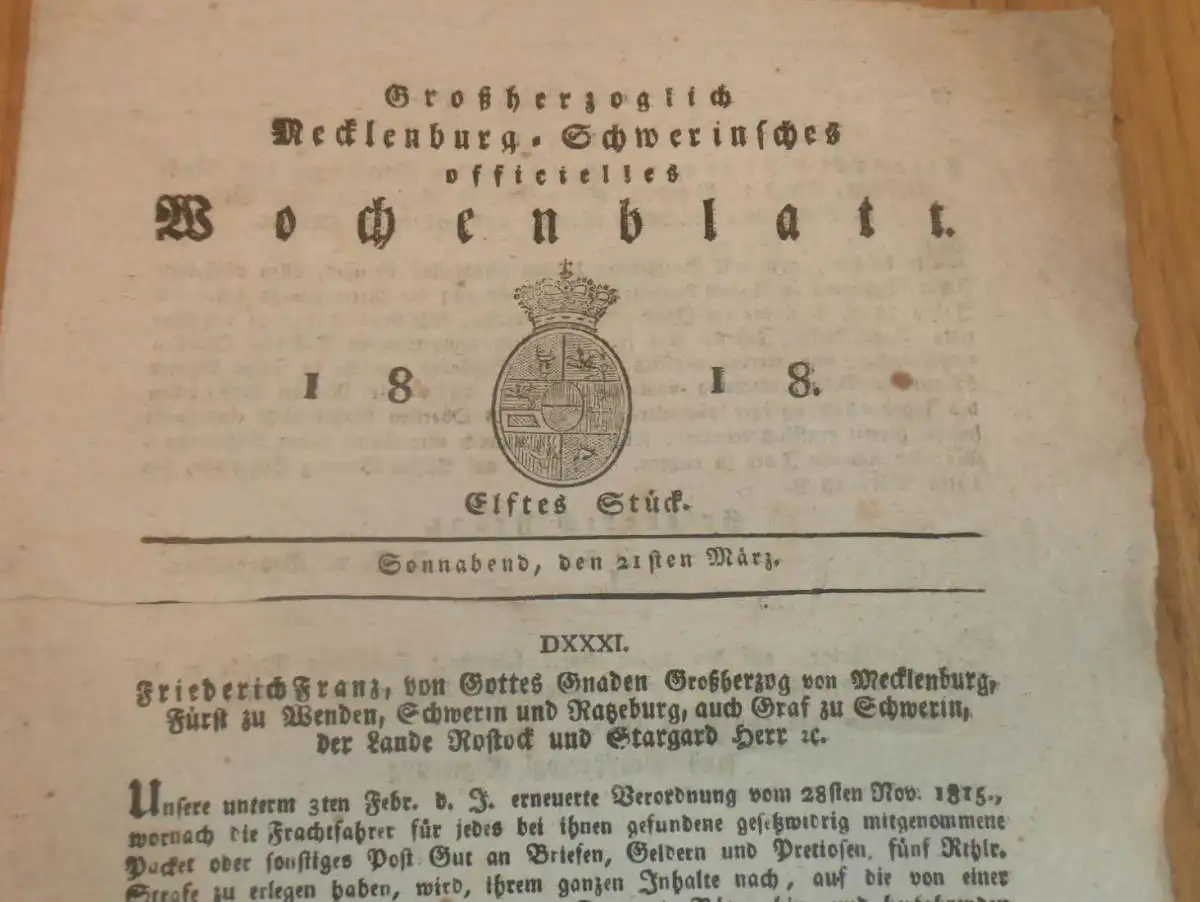 Großherzoglich
Mecklenburg-Schwerinsches
officielles
Wochenblatt.
1818.
Elftes Stück.
Sonnabend, den 21sten März.
DXXXI.
Friederich Franz, von Gottes Gnaden Großherzog von Mecklenburg,
Fürst zu Wenden, Schwerin und Ratzeburg, auch Graf zu Schwerin,
der Lande Rostock und Stargard Herr ꝛc.
Unsere unterm 3ten Febr. d. J. erneuerte Verordnung vom 28sten Nov. 1815.,
wornach die Frachtfahrer für jedes bei ihnen gefundene gesetzwidrig mitgenommene
Packet oder sonstiges Post Gut an Briefen, Geldern und Pretiosen, fünf Rthlr.
Strafe zu erlegen haben, wird, ihrem ganzen Inhalte nach, auf die von einer
und